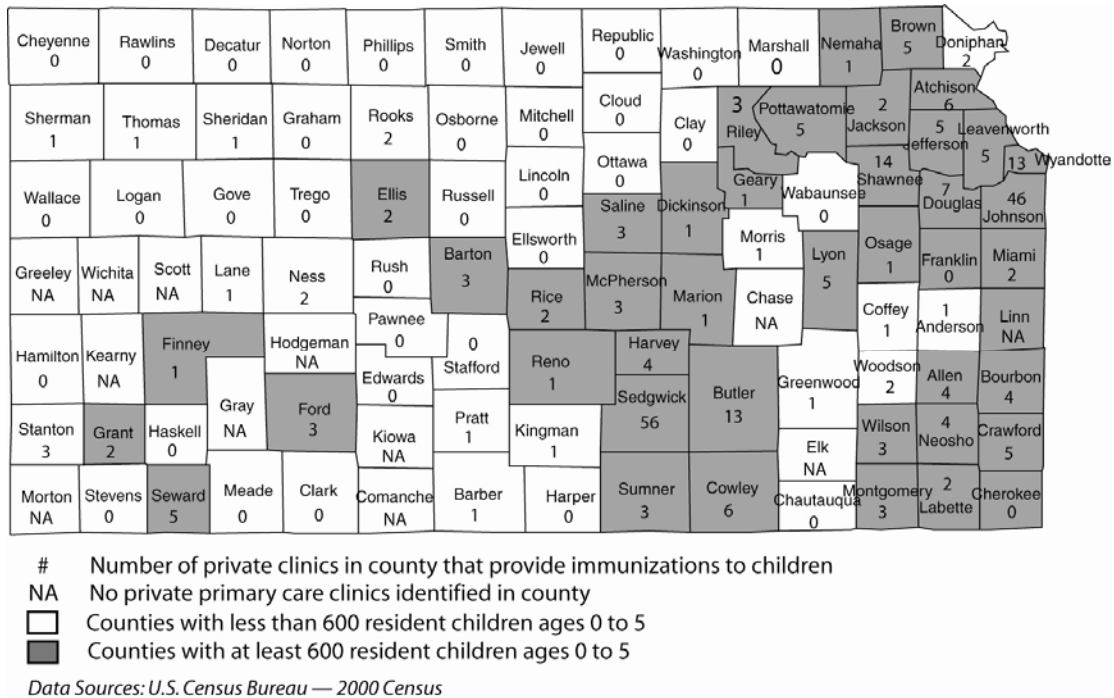 Cheyenne
0
Rawlins
0
Decatur
0
Norton
0
Phillips
0
Smith
0
Jewell
0
Republic
0
Washington
0
Marshall
0
Nemaha
1
Brown
5
Doniphan
2
Sherman
1
Thomas
1
Sheridan
1
Graham
0
Rooks
2
Osborne
0
Mitchell
0
Cloud
0
Clay
0
3
Riley
Pottawatomie
5
2
Jackson
Atchison
6
5
Jefferson
Leavenworth
5
13 Wyandotte
Wallace
0
Logan
0
Gove
0
Trego
0
Ellis
2
Russell
0
Lincoln
0
Ottawa
0
Saline
3
Dickinson
1
Geary
1
Wabaunsee
0
14
Shawnee
7
Douglas
46
Johnson
Greeley
NA
Wichita
NA
Scott
NA
Lane
1
Ness
2
Rush
0
Barton
3
Ellsworth
0
Rice
2
McPherson
3
Marion
1
Morris
1
Chase
NA
Lyon
5
Osage
1
Franklin
0
Miami
2
Hamilton
0
Kearny
NA
Finney
1
Hodgeman
NA
Pawnee
0
Edwards
0
0
Stafford
Reno
1
Harvey
4
Sedgwick
56
Butler
13
Greenwood
1
Coffey
1
1
Anderson
Linn
NA
Woodson
2
Allen
4
Bourbon
4
Stanton
3
Grant
2
Haskell
0
Gray
NA
Ford
3
Kiowa
NA
Pratt
1
Kingman
1
Elk
NA
Wilson
3
4
Neosho
Crawford
5
Morton
NA
Stevens
0
Seward
5
Meade
0
Clark
0
Comanche
NA
Barber
1
Harper
0
Sumner
3
Cowley
6
Chautauqua
0
Montgomery
3
2
Labette
Cherokee
0
# Number of private clinics in county that provide immunizations to children
NA No private primary care clinics identified in county
Counties with less than 600 resident children ages 0 to 5
Counties with at least 600 resident children ages 0 to 5
Data Sources: U.S. Census Bureau — 2000 Census